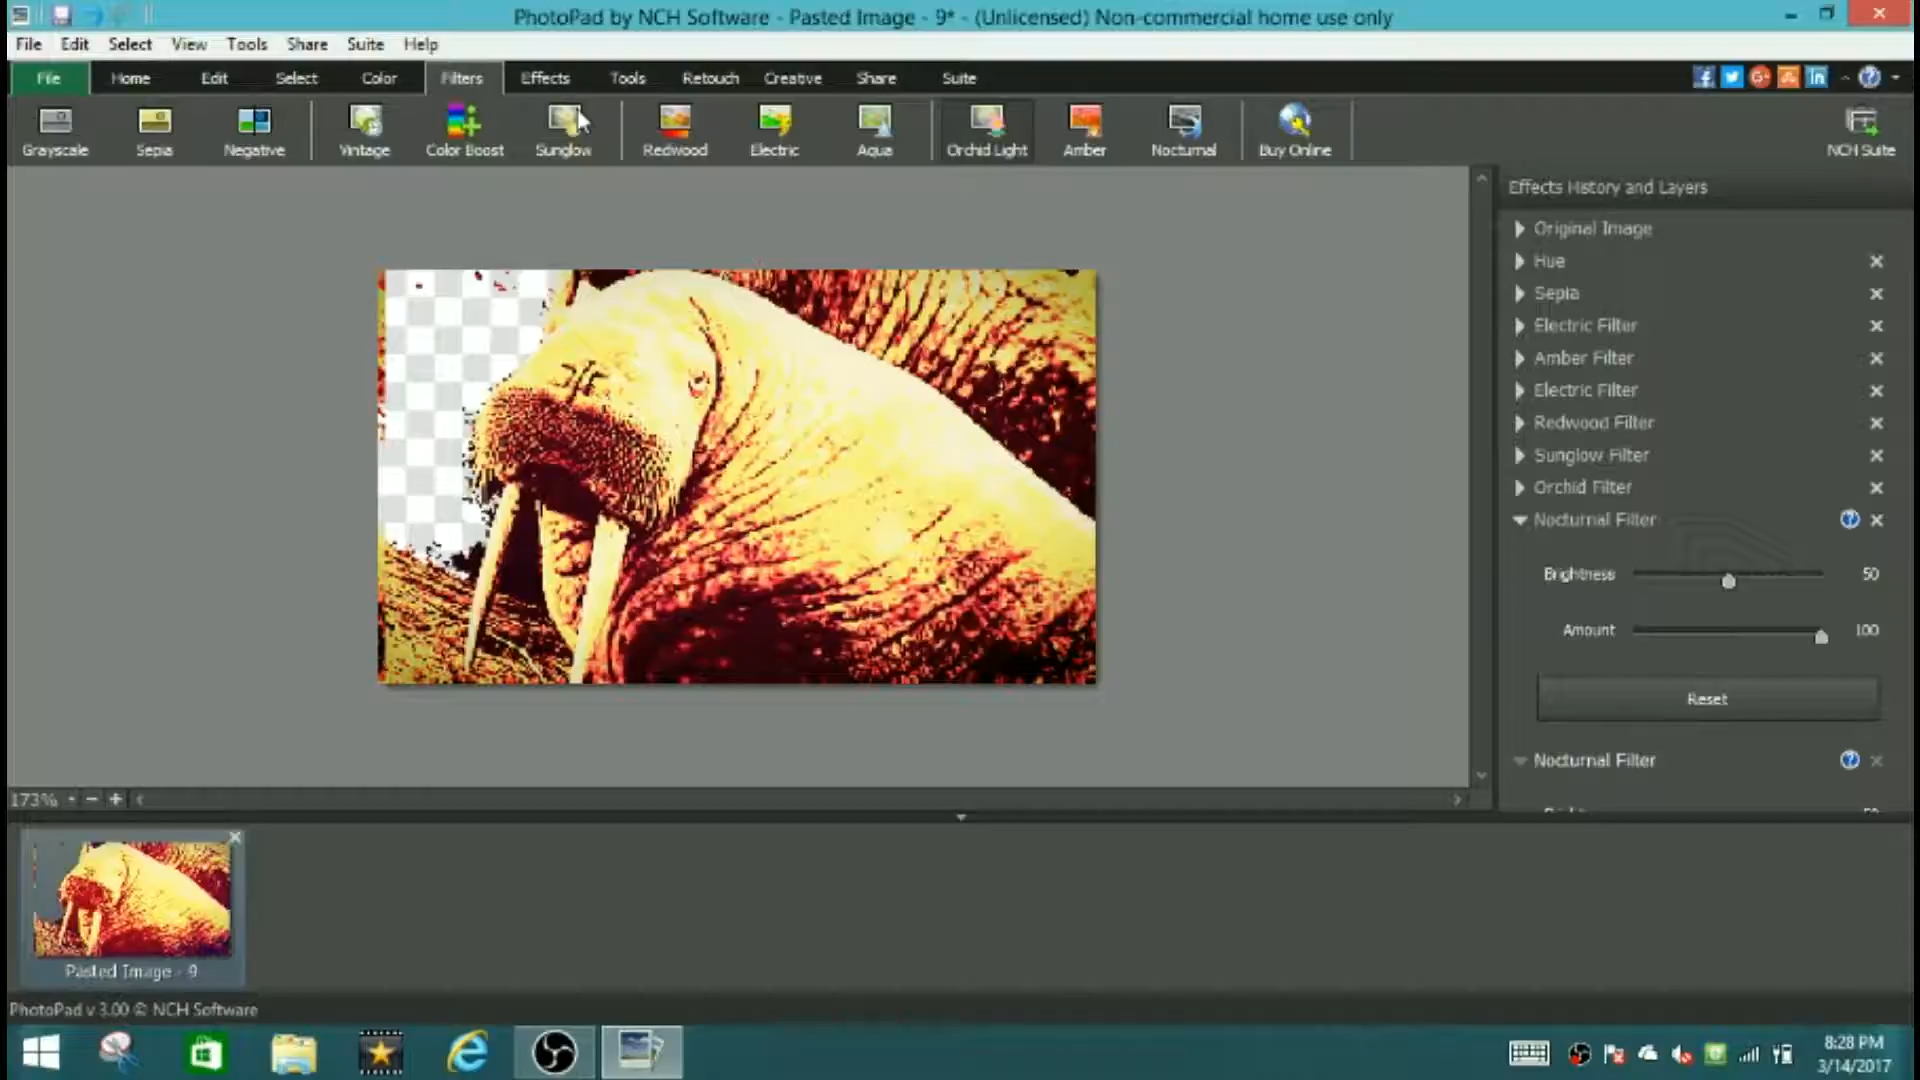 PhotoPad by NCH Software - Pasted Image - 9* - (Unlicensed) Non-commercial home use only
File Edit Select View Tools Share Suite Help
File Home Edit Select Color Filters Effects Tools Retouch Creative Share Suite
Grayscale Sepia Negative Vintage Color Boost Sunglow Redwood Electric Aqua Orchid Light Amber Nocturnal Buy Online NCH Suite
Effects History and Layers
Original Image
Hue
Sepia
Electric Filter
Amber Filter
Electric Filter
Redwood Filter
Sunglow Filter
Orchid Filter
Nocturnal Filter
Brightness 50
Amount 100
Reset
Nocturnal Filter
173%
Pasted Image - 9
PhotoPad v 3.00 © NCH Software
8:28 PM
3/14/2017